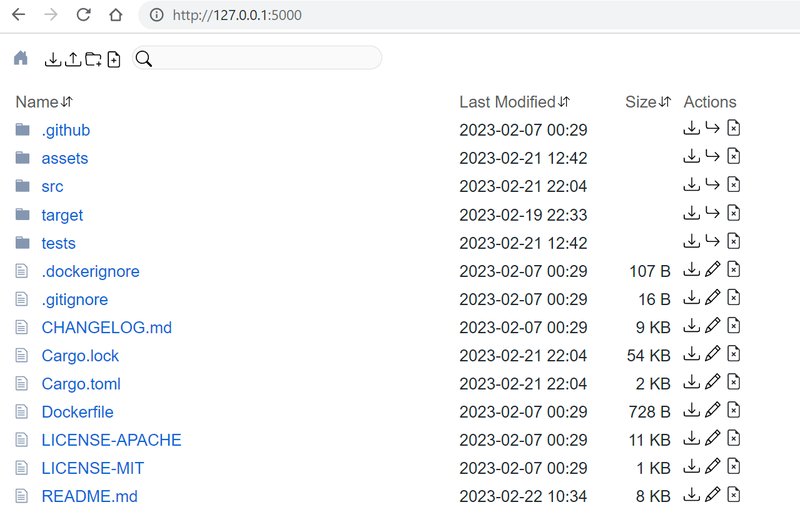 http://127.0.0.1:5000
Name Last Modified Size Actions
.github 2023-02-07 00:29
assets 2023-02-21 12:42
src 2023-02-21 22:04
target 2023-02-19 22:33
tests 2023-02-21 12:42
.dockerignore 2023-02-07 00:29 107 B
.gitignore 2023-02-07 00:29 16 B
CHANGELOG.md 2023-02-07 00:29 9 KB
Cargo.lock 2023-02-21 22:04 54 KB
Cargo.toml 2023-02-21 22:04 2 KB
Dockerfile 2023-02-07 00:29 728 B
LICENSE-APACHE 2023-02-07 00:29 11 KB
LICENSE-MIT 2023-02-07 00:29 1 KB
README.md 2023-02-22 10:34 8 KB